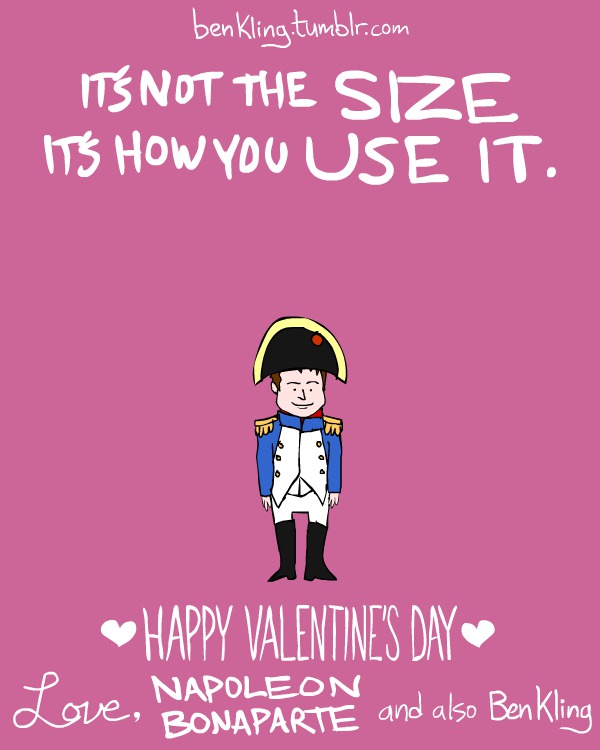 benkling.tumblr.com
IT'S NOT THE SIZE
IT'S HOW YOU USE IT.
HAPPY VALENTINE'S DAY
Love, NAPOLEON BONAPARTE and also Ben Kling